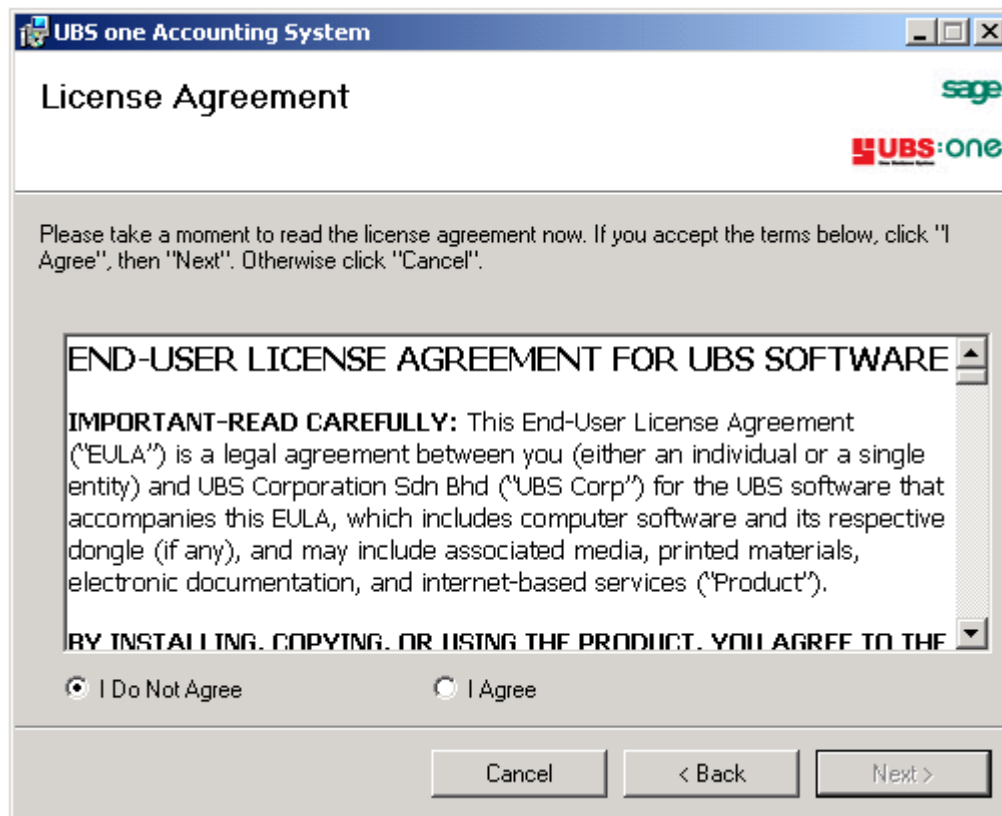 UBS one Accounting System
License Agreement
sage
UBS:one
Please take a moment to read the license agreement now. If you accept the terms below, click "I
Agree", then "Next". Otherwise click "Cancel".
END-USER LICENSE AGREEMENT FOR UBS SOFTWARE
IMPORTANT-READ CAREFULLY: This End-User License Agreement
("EULA") is a legal agreement between you (either an individual or a single
entity) and UBS Corporation Sdn Bhd ("UBS Corp") for the UBS software that
accompanies this EULA, which includes computer software and its respective
dongle (if any), and may include associated media, printed materials,
electronic documentation, and internet-based services ("Product").
BY INSTALLING, COPYING, OR USING THE PRODUCT, YOU AGREE TO THE
I Do Not Agree
I Agree
Cancel
< Back
Next >